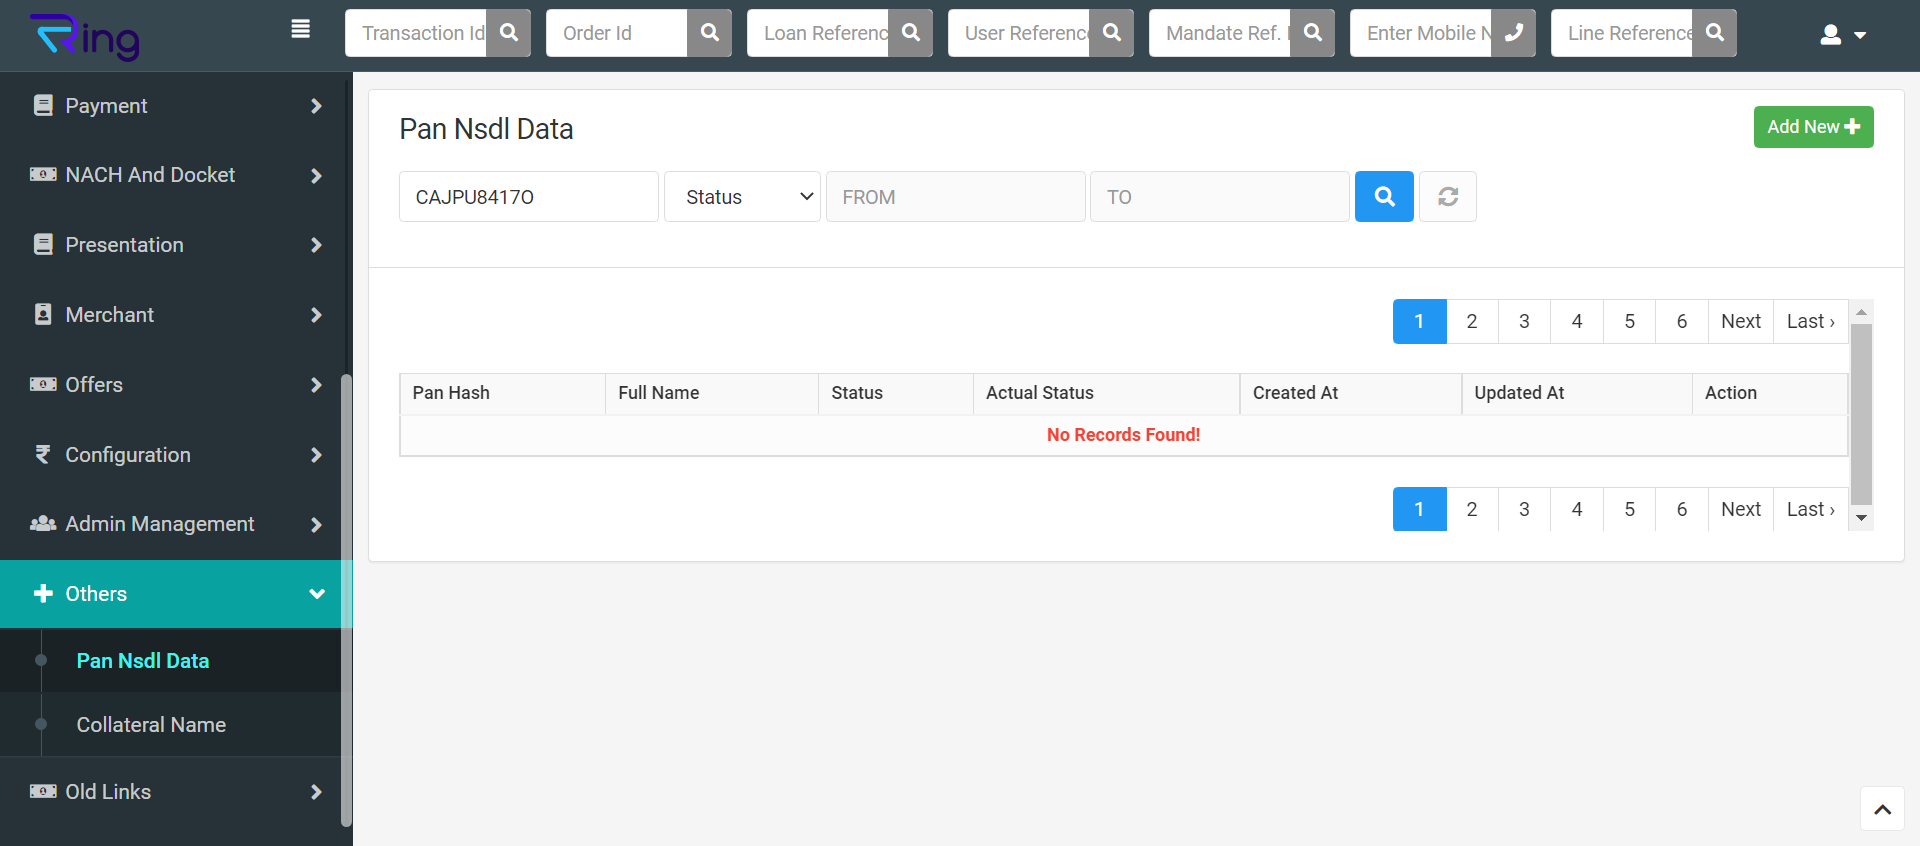 Ring
Transaction Id
Order Id
Loan Referenc
User Reference
Mandate Ref.
Enter Mobile N
Line Reference
Payment
NACH And Docket
Presentation
Merchant
Offers
Configuration
Admin Management
Others
Pan Nsdl Data
Collateral Name
Old Links
Pan Nsdl Data
Add New
CAJPU8417O
Status
FROM
TO
1 2 3 4 5 6 Next Last ›
Pan Hash Full Name Status Actual Status Created At Updated At Action
No Records Found!
1 2 3 4 5 6 Next Last ›